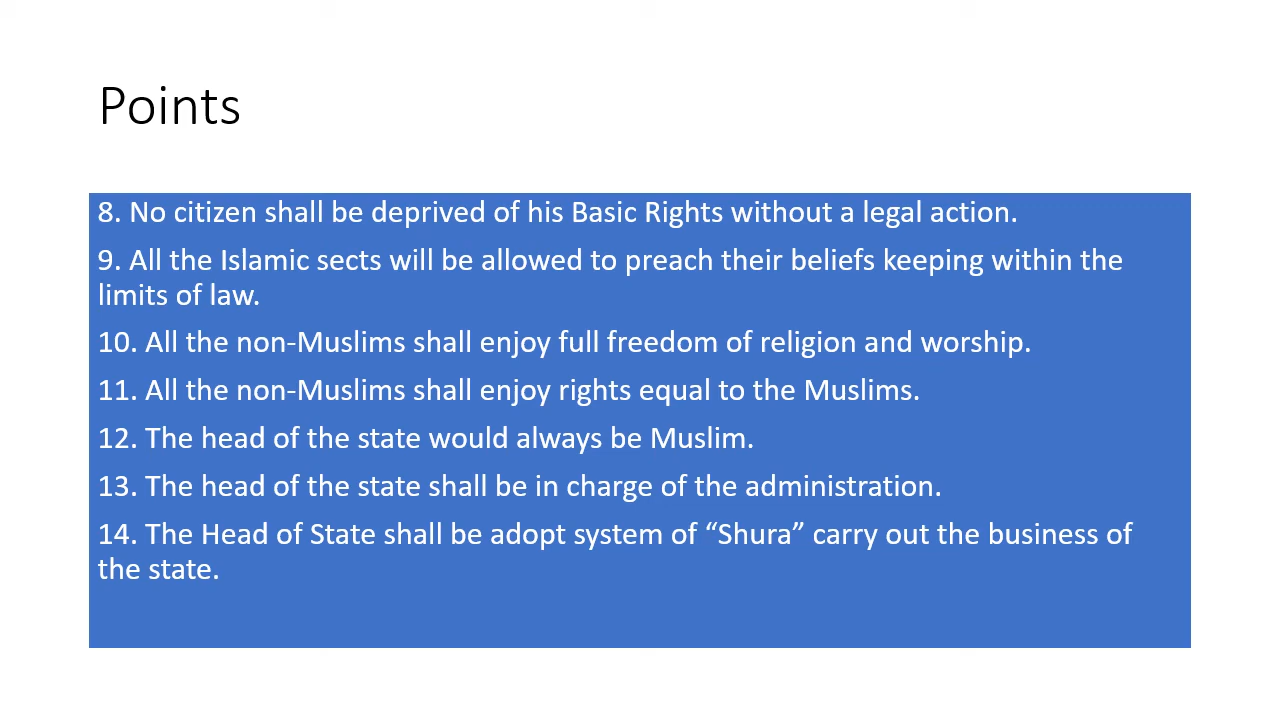 Points
8. No citizen shall be deprived of his Basic Rights without a legal action.
9. All the Islamic sects will be allowed to preach their beliefs keeping within the
limits of law.
10. All the non-Muslims shall enjoy full freedom of religion and worship.
11. All the non-Muslims shall enjoy rights equal to the Muslims.
12. The head of the state would always be Muslim.
13. The head of the state shall be in charge of the administration.
14. The Head of State shall be adopt system of “Shura” carry out the business of
the state.